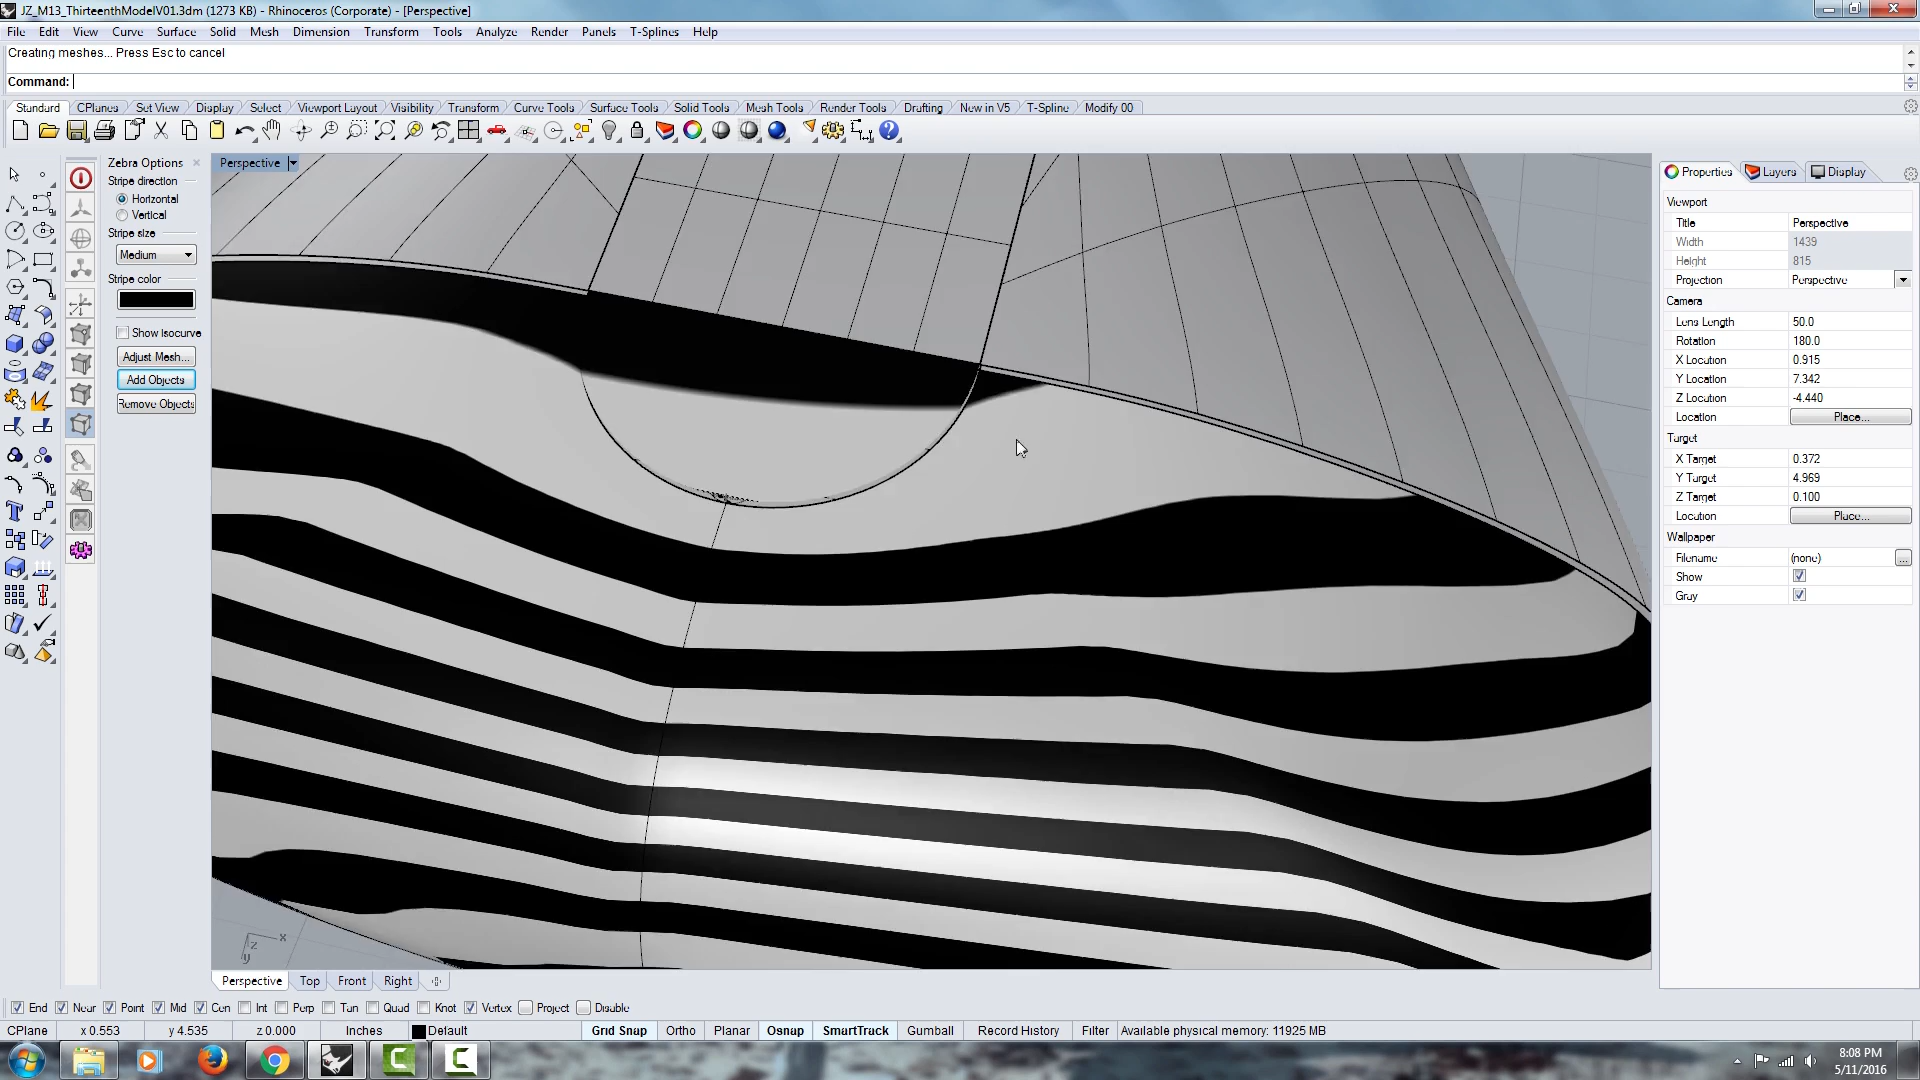 JZ_M13_ThirteenthModelV01.3dm (1273 KB) - Rhinoceros (Corporate) - [Perspective]
File Edit View Curve Surface Solid Mesh Dimension Transform Tools Analyze Render Panels T-Splines Help
Creating meshes... Press Esc to cancel
Command:
Standard CPlanes Set View Display Select Viewport Layout Visibility Transform Curve Tools Surface Tools Solid Tools Mesh Tools Render Tools Drafting New in V5 T-Spline Modify 00
Zebra Options
Stripe direction
Horizontal
Vertical
Stripe size
Medium
Stripe color
Show Isocurve
Adjust Mesh...
Add Objects
Remove Objects
Perspective
z x
y
Perspective Top Front Right
Properties Layers Display
Viewport
Title Perspective
Width 1439
Height 815
Projection Perspective
Camera
Lens Length 50.0
Rotation 180.0
X Location 0.915
Y Location 7.342
Z Location -4.440
Location Place...
Target
X Target 0.372
Y Target 4.969
Z Target 0.100
Location Place...
Wallpaper
Filename (none) ...
Show
Gray
End Near Point Mid Cen Int Perp Tan Quad Knot Vertex Project Disable
CPlane x 0.553 y 4.535 z 0.000 Inches Default Grid Snap Ortho Planar Osnap SmartTrack Gumball Record History Filter Available physical memory: 11925 MB
8:08 PM
5/11/2016